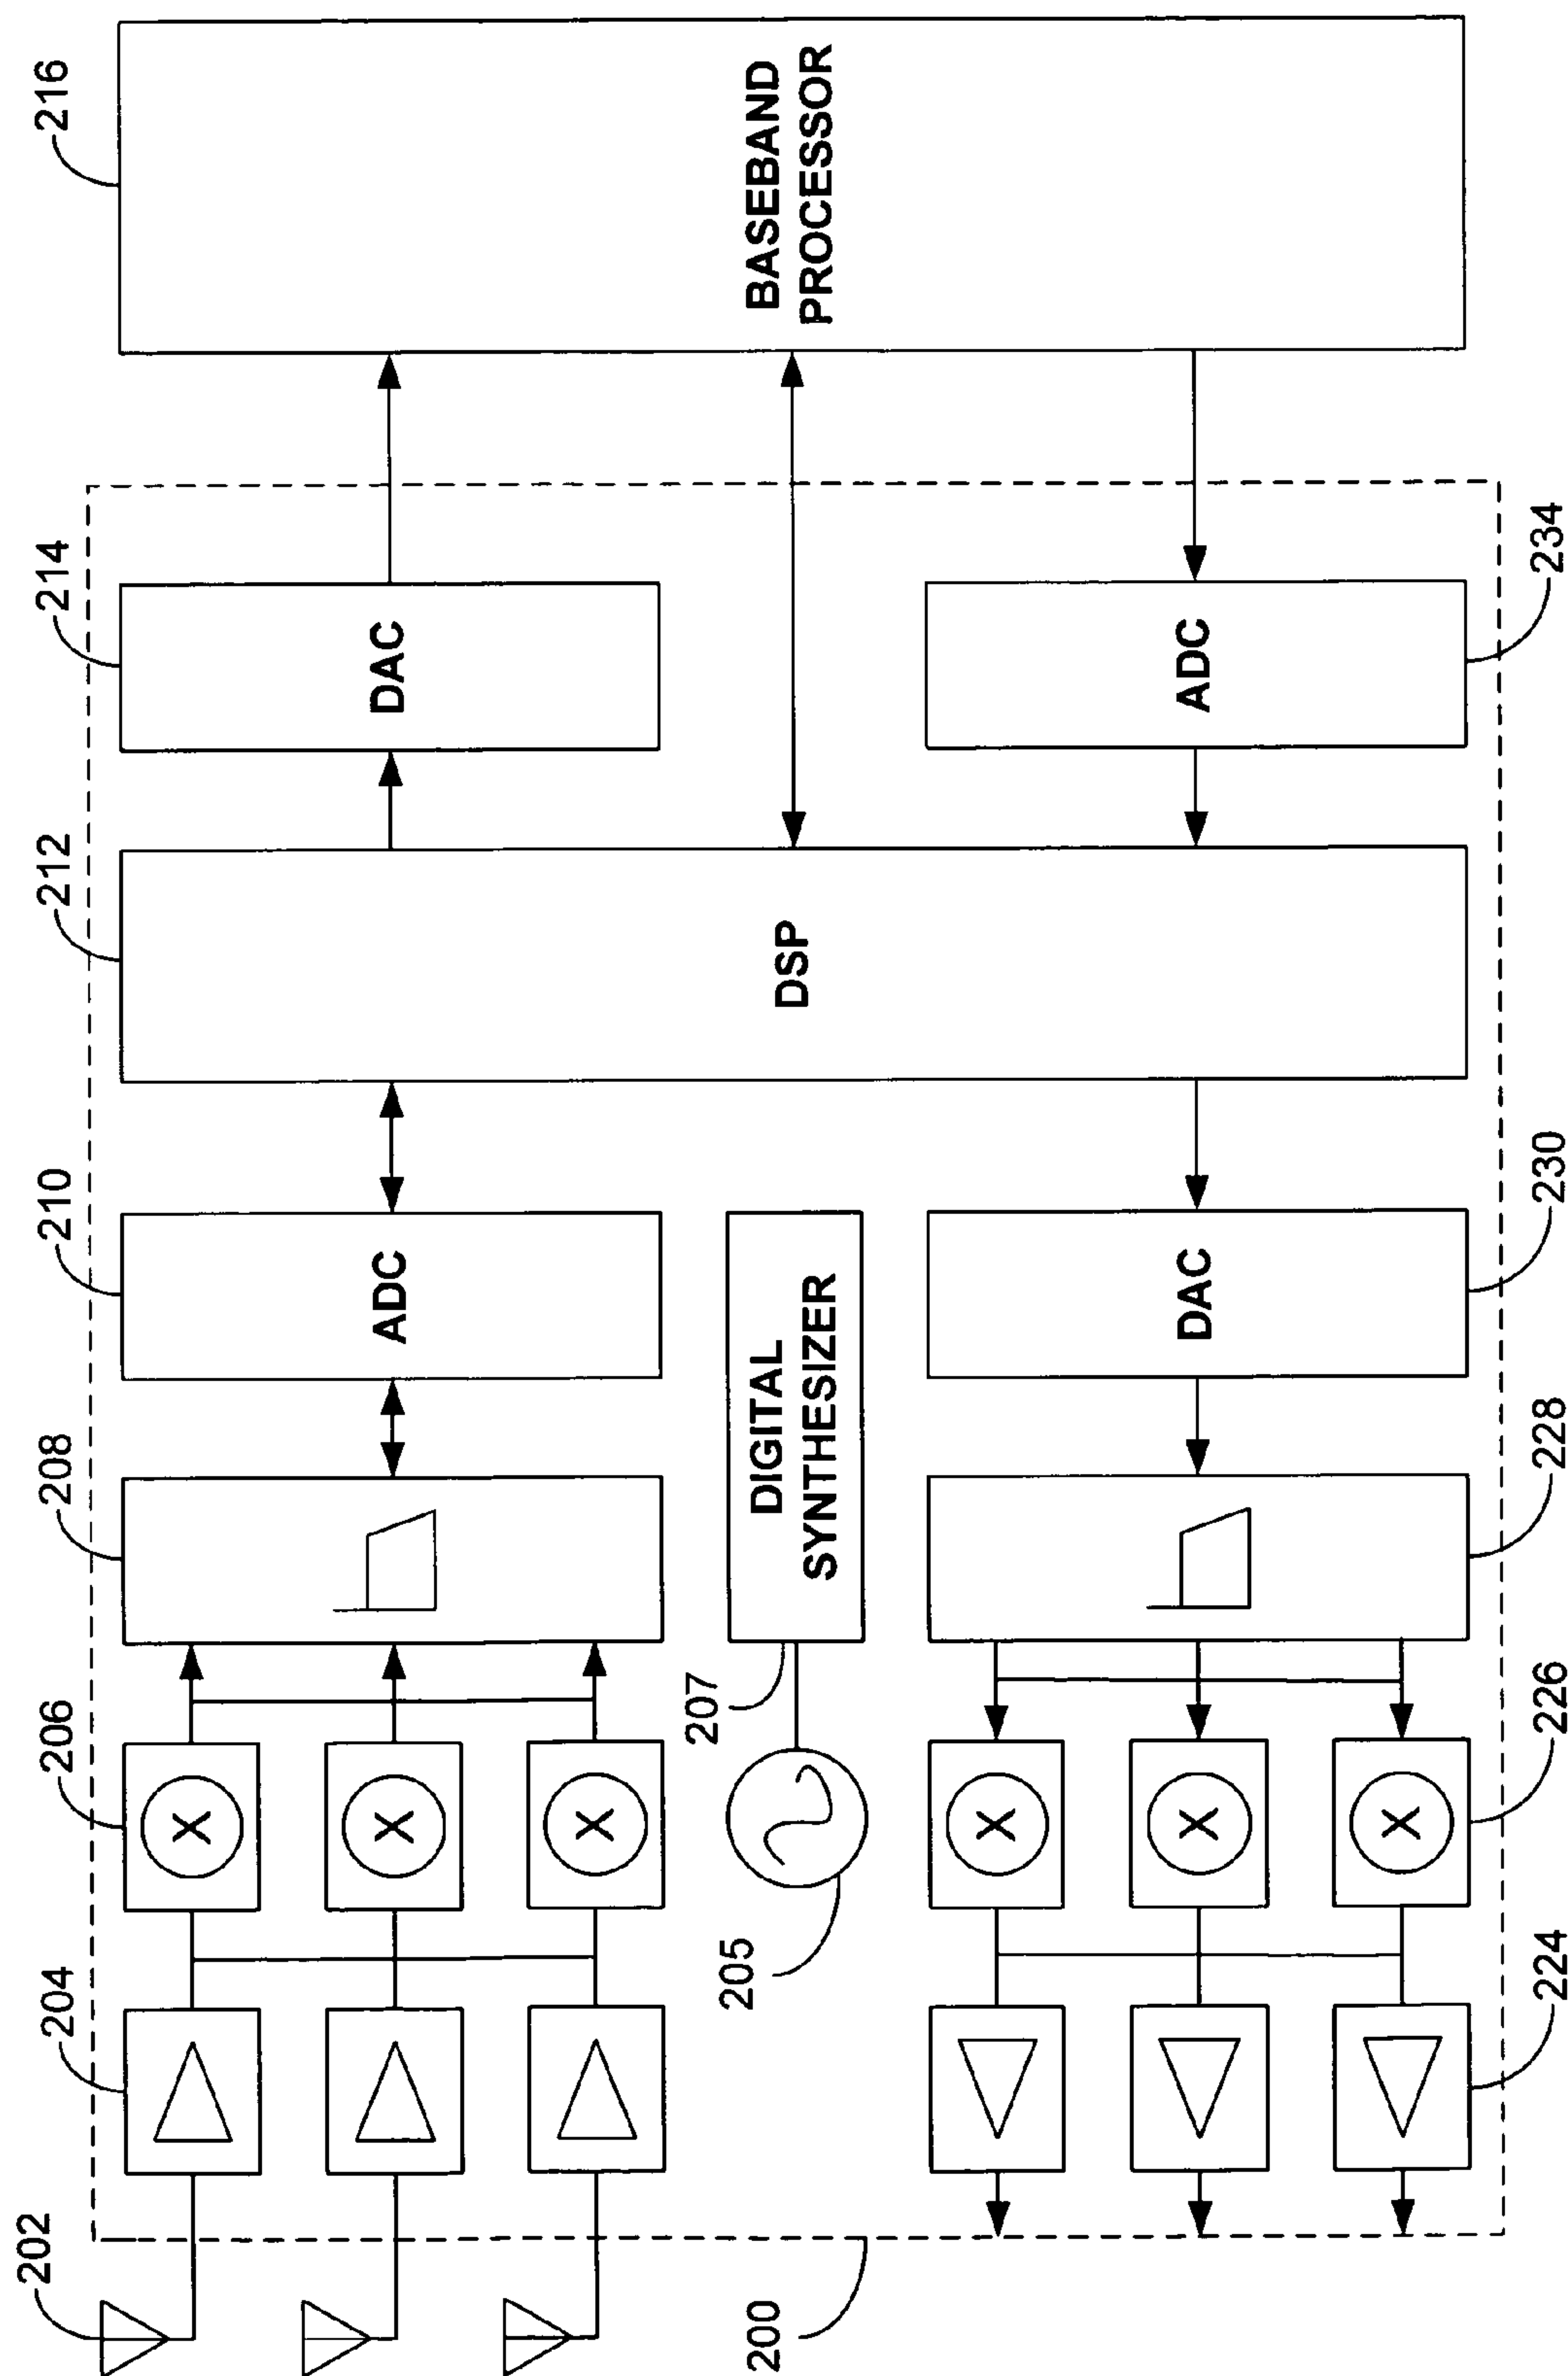 202
204
206
208
210
212
214
216
X
X
X
ADC
DSP
DAC
BASEBAND
PROCESSOR
205
207
DIGITAL
SYNTHESIZER
200
X
X
X
DAC
ADC
224
226
228
230
234